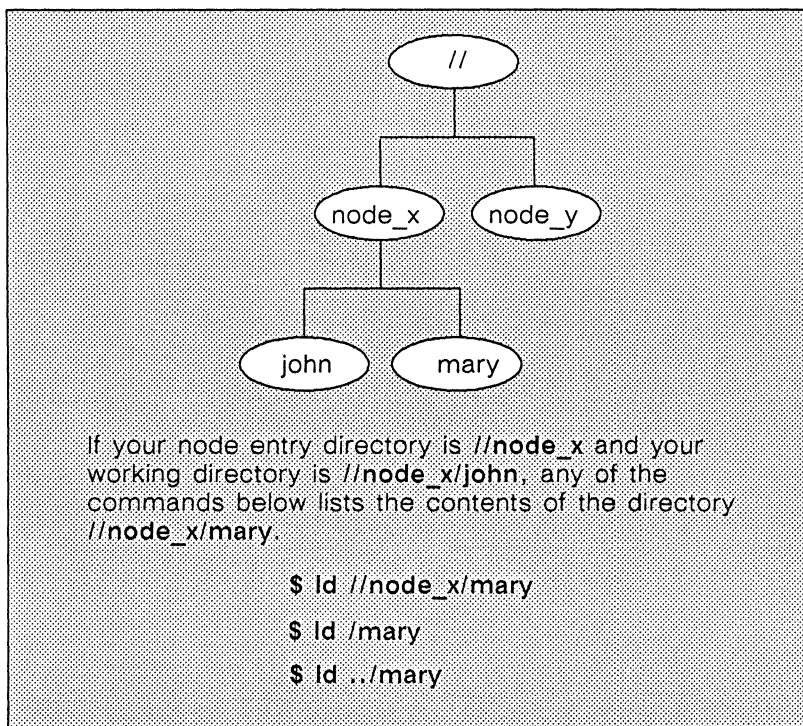 //
node_x
node_y
john
mary
If your node entry directory is //node_x and your
working directory is //node_x/john, any of the
commands below lists the contents of the directory
//node_x/mary.
$ ld //node_x/mary
$ ld /mary
$ ld ../mary